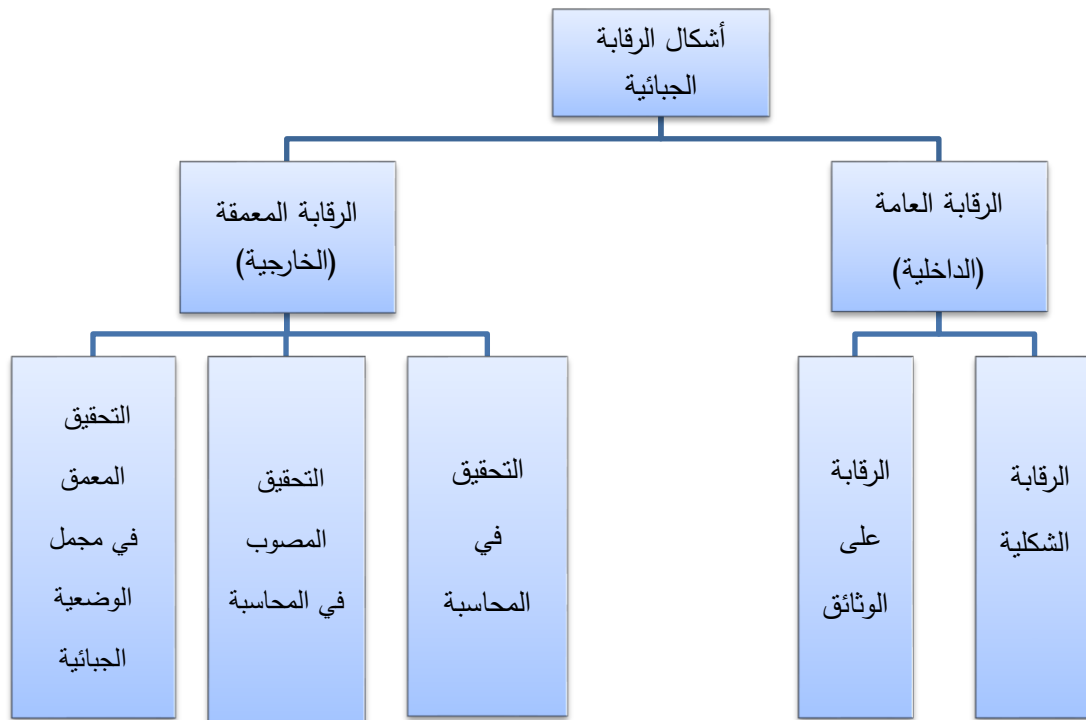 أشكال الرقابة
الجبائية
الرقابة العامة
(الداخلية)
الرقابة المعمقة
(الخارجية)
الرقابة
الشكلية
الرقابة
على
الوثائق
التحقيق
في
المحاسبة
التحقيق
المصوب
في المحاسبة
التحقيق
المعمق
في مجمل
الوضعية
الجبائية